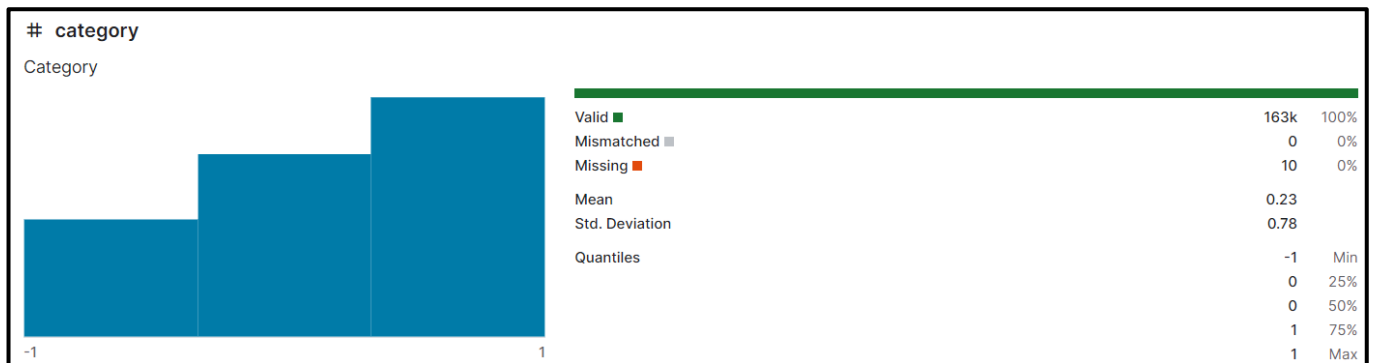 # category
Category
Valid 163k 100%
Mismatched 0 0%
Missing 10 0%
Mean 0.23
Std. Deviation 0.78
Quantiles -1 Min
0 25%
0 50%
1 75%
1 Max
-1 1